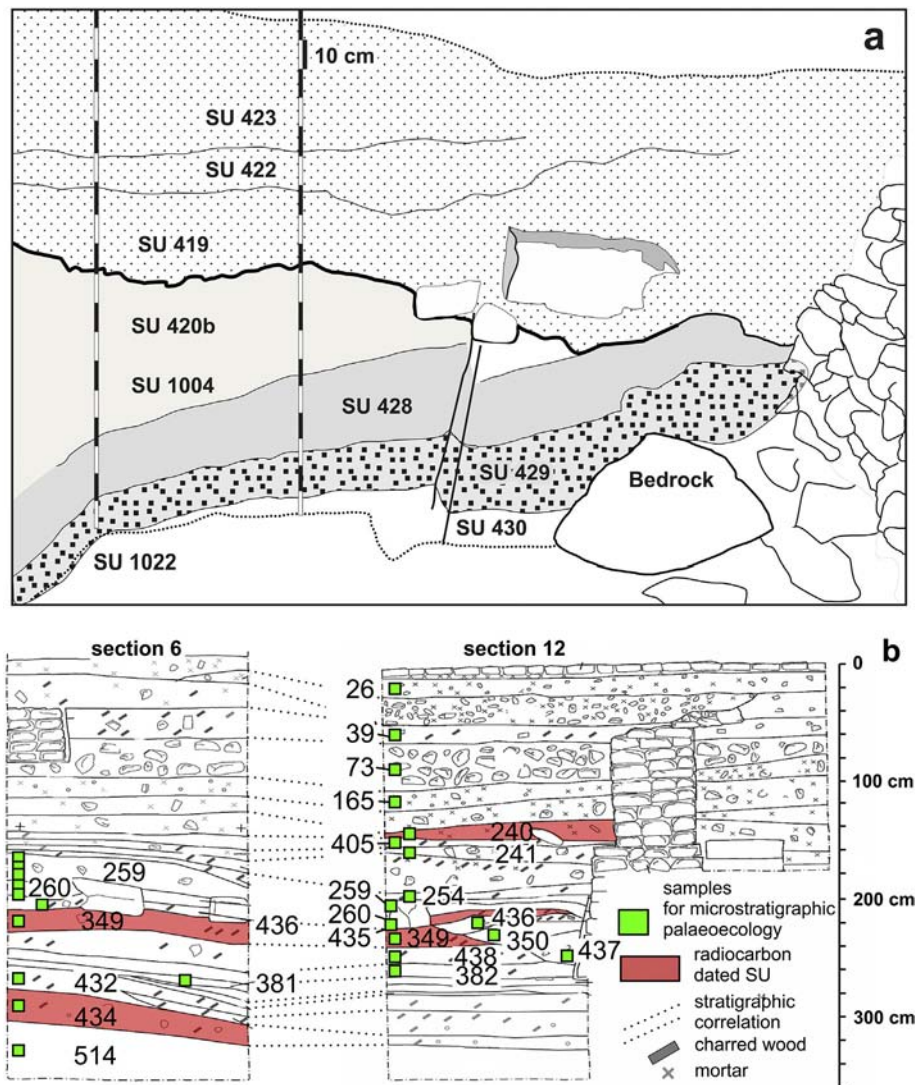 a
10 cm
SU 423
SU 422
SU 419
SU 420b
SU 1004
SU 428
SU 429
Bedrock
SU 430
SU 1022
section 6
section 12
b
0
26
39
73
100 cm
165
240
405
241
259
254
200 cm
260
259
260
349
436
435
349
436
350
437
438
382
432
381
434
300 cm
514
samples
for microstratigraphic
palaeoecology
radiocarbon
dated SU
stratigraphic
correlation
charred wood
mortar